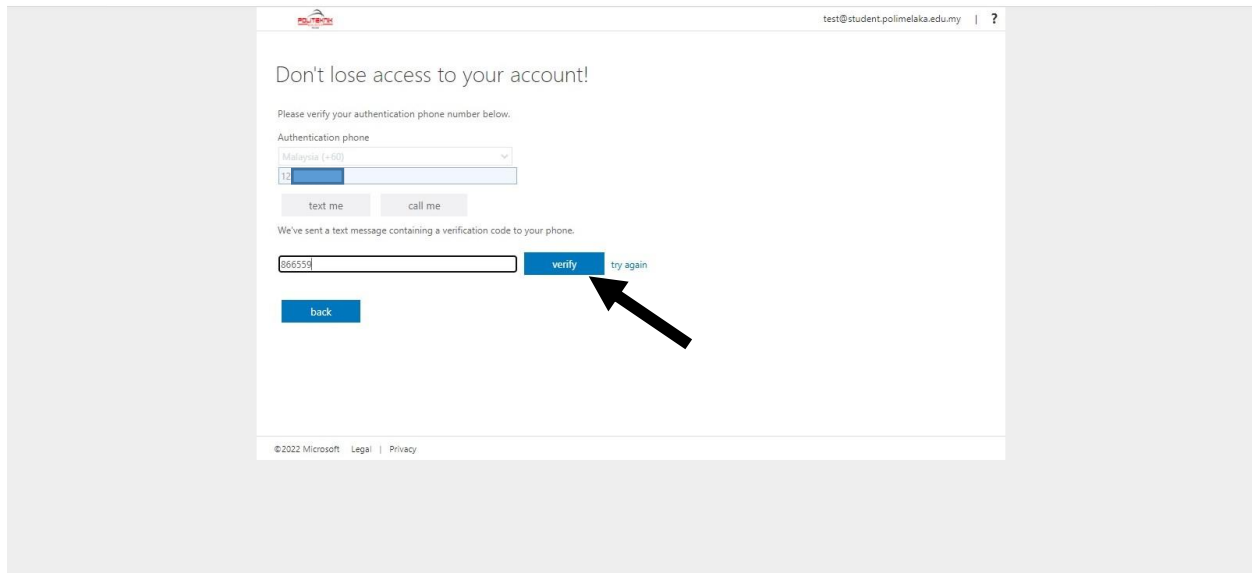 POLITEKNIK
test@student.polimelaka.edu.my | ?
Don't lose access to your account!
Please verify your authentication phone number below.
Authentication phone
Malaysia (+60)
12
text me call me
We've sent a text message containing a verification code to your phone.
866559 verify try again
back
©2022 Microsoft Legal | Privacy